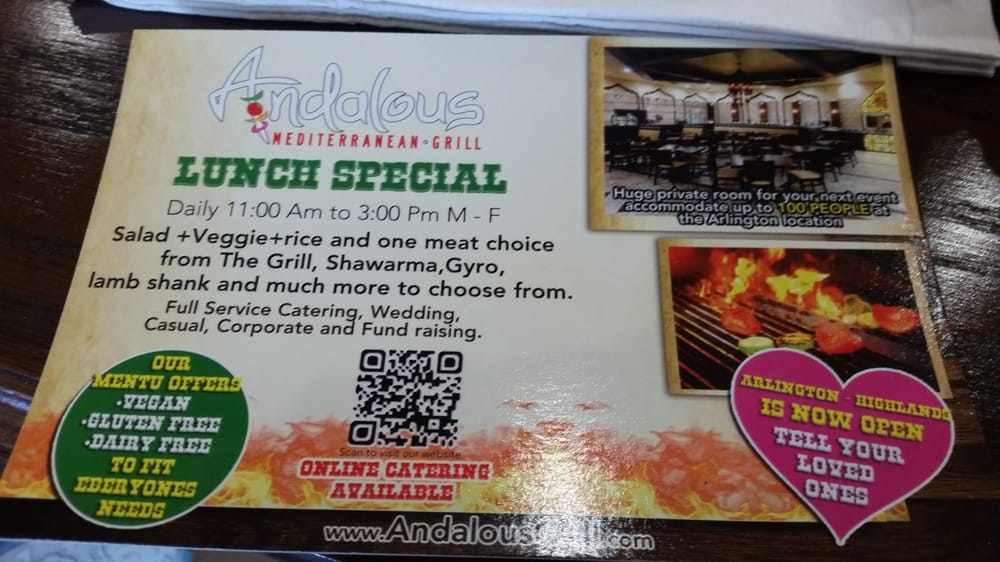 Andalous
MEDITERRANEAN GRILL
LUNCH SPECIAL
Daily 11:00 Am to 3:00 Pm M - F
Salad +Veggie+rice and one meat choice
from The Grill, Shawarma,Gyro,
lamb shank and much more to choose from.
Full Service Catering, Wedding,
Casual, Corporate and Fund raising.
Huge private room for your next event
accommodate up to 100 PEOPLE at
the Arlington location
OUR
MENTU OFFERS
•VEGAN
•GLUTEN FREE
•DAIRY FREE
TO FIT
EBERYONES
NEEDS
Scan to visit our website
ONLINE CATERING
AVAILABLE
ARLINGTON - HIGHLANDS
IS NOW OPEN
TELL YOUR
LOVED
ONES
www.AndalousGrill.com